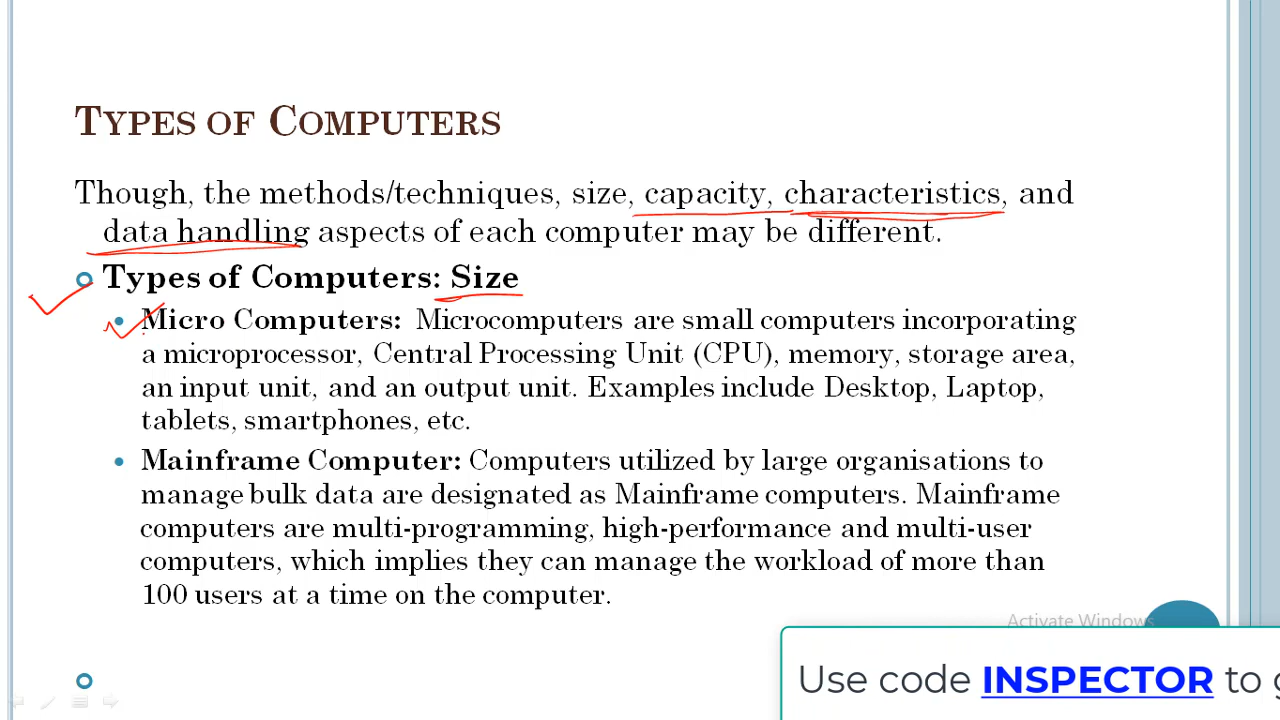 TYPES OF COMPUTERS
Though, the methods/techniques, size, capacity, characteristics, and
data handling aspects of each computer may be different.
Types of Computers: Size
Micro Computers: Microcomputers are small computers incorporating
a microprocessor, Central Processing Unit (CPU), memory, storage area,
an input unit, and an output unit. Examples include Desktop, Laptop,
tablets, smartphones, etc.
Mainframe Computer: Computers utilized by large organisations to
manage bulk data are designated as Mainframe computers. Mainframe
computers are multi-programming, high-performance and multi-user
computers, which implies they can manage the workload of more than
100 users at a time on the computer.
Activate Windows
Use code INSPECTOR to